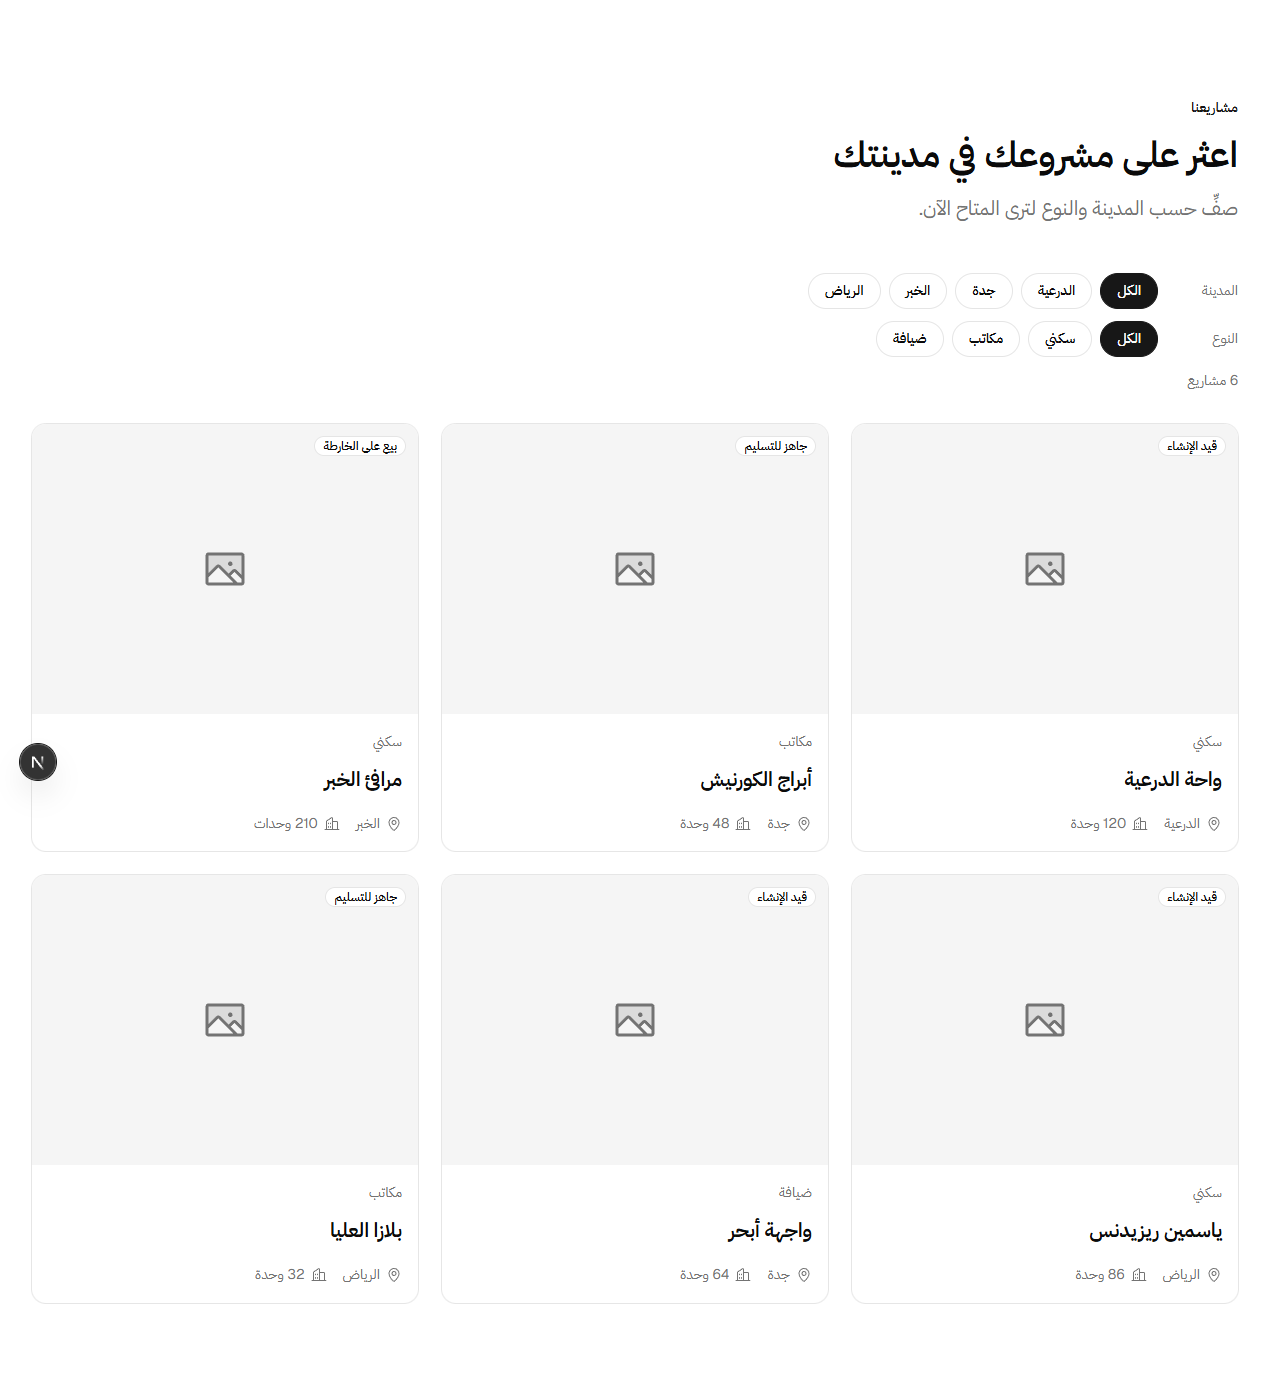 مشاريعنا
اعثر على مشروعك في مدينتك
صفِّ حسب المدينة والنوع لترى المتاح الآن.
المدينة الكل الدرعية جدة الخبر الرياض
النوع الكل سكني مكاتب ضيافة
6 مشاريع
قيد الإنشاء
سكني
واحة الدرعية
الدرعية 120 وحدة
جاهز للتسليم
مكاتب
أبراج الكورنيش
جدة 48 وحدة
بيع على الخارطة
سكني
مرافئ الخبر
الخبر 210 وحدات
قيد الإنشاء
سكني
ياسمين ريزيدنس
الرياض 86 وحدة
قيد الإنشاء
ضيافة
واجهة أبحر
جدة 64 وحدة
جاهز للتسليم
مكاتب
بلازا العليا
الرياض 32 وحدة